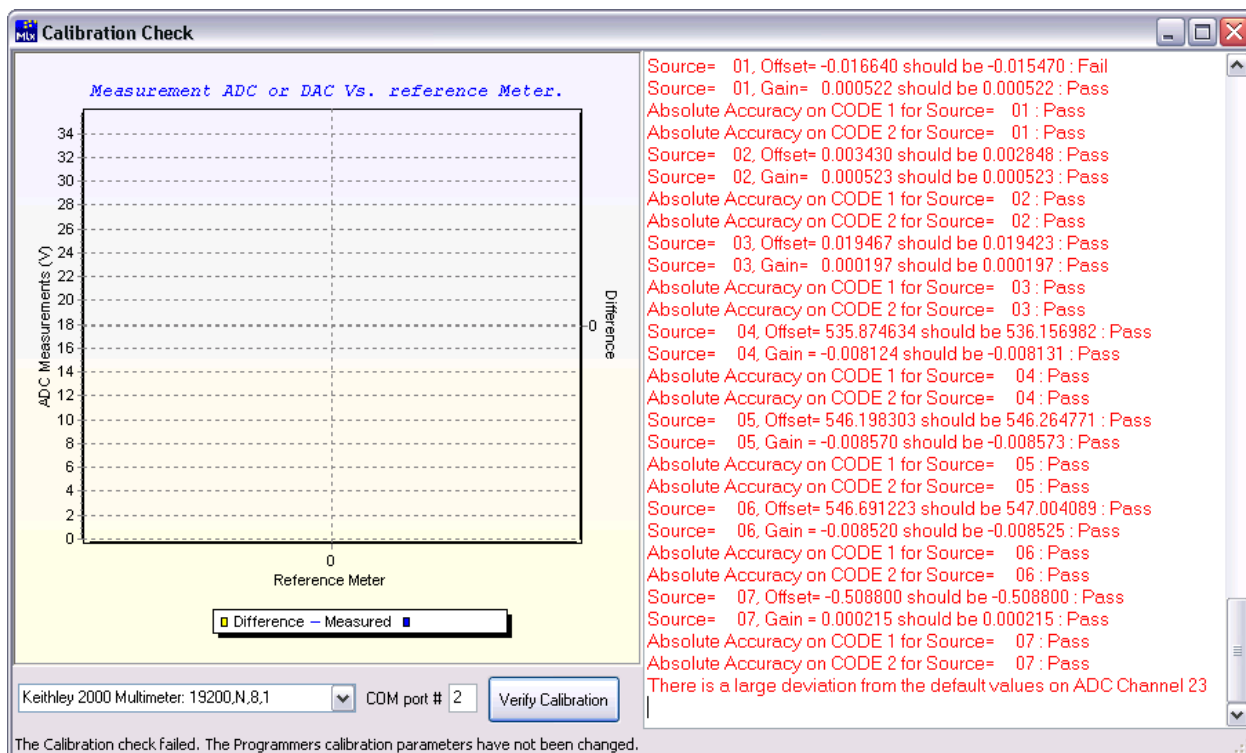 Mlx Calibration Check
Measurement ADC or DAC Vs. reference Meter.
34
32
30
28
26
24
22
20
18
16
14
12
10
8
6
4
2
0
ADC Measurements (V)
Difference
0
0
Reference Meter
Difference Measured
Keithley 2000 Multimeter: 19200,N,8,1
COM port # 2
Verify Calibration
Source= 01, Offset= -0.016640 should be -0.015470 : Fail
Source= 01, Gain= 0.000522 should be 0.000522 : Pass
Absolute Accuracy on CODE 1 for Source= 01 : Pass
Absolute Accuracy on CODE 2 for Source= 01 : Pass
Source= 02, Offset= 0.003430 should be 0.002848 : Pass
Source= 02, Gain= 0.000523 should be 0.000523 : Pass
Absolute Accuracy on CODE 1 for Source= 02 : Pass
Absolute Accuracy on CODE 2 for Source= 02 : Pass
Source= 03, Offset= 0.019467 should be 0.019423 : Pass
Source= 03, Gain= 0.000197 should be 0.000197 : Pass
Absolute Accuracy on CODE 1 for Source= 03 : Pass
Absolute Accuracy on CODE 2 for Source= 03 : Pass
Source= 04, Offset= 535.874634 should be 536.156982 : Pass
Source= 04, Gain = -0.008124 should be -0.008131 : Pass
Absolute Accuracy on CODE 1 for Source= 04 : Pass
Absolute Accuracy on CODE 2 for Source= 04 : Pass
Source= 05, Offset= 546.198303 should be 546.264771 : Pass
Source= 05, Gain = -0.008570 should be -0.008573 : Pass
Absolute Accuracy on CODE 1 for Source= 05 : Pass
Absolute Accuracy on CODE 2 for Source= 05 : Pass
Source= 06, Offset= 546.691223 should be 547.004089 : Pass
Source= 06, Gain = -0.008520 should be -0.008525 : Pass
Absolute Accuracy on CODE 1 for Source= 06 : Pass
Absolute Accuracy on CODE 2 for Source= 06 : Pass
Source= 07, Offset= -0.508800 should be -0.508800 : Pass
Source= 07, Gain = 0.000215 should be 0.000215 : Pass
Absolute Accuracy on CODE 1 for Source= 07 : Pass
Absolute Accuracy on CODE 2 for Source= 07 : Pass
There is a large deviation from the default values on ADC Channel 23
The Calibration check failed. The Programmers calibration parameters have not been changed.